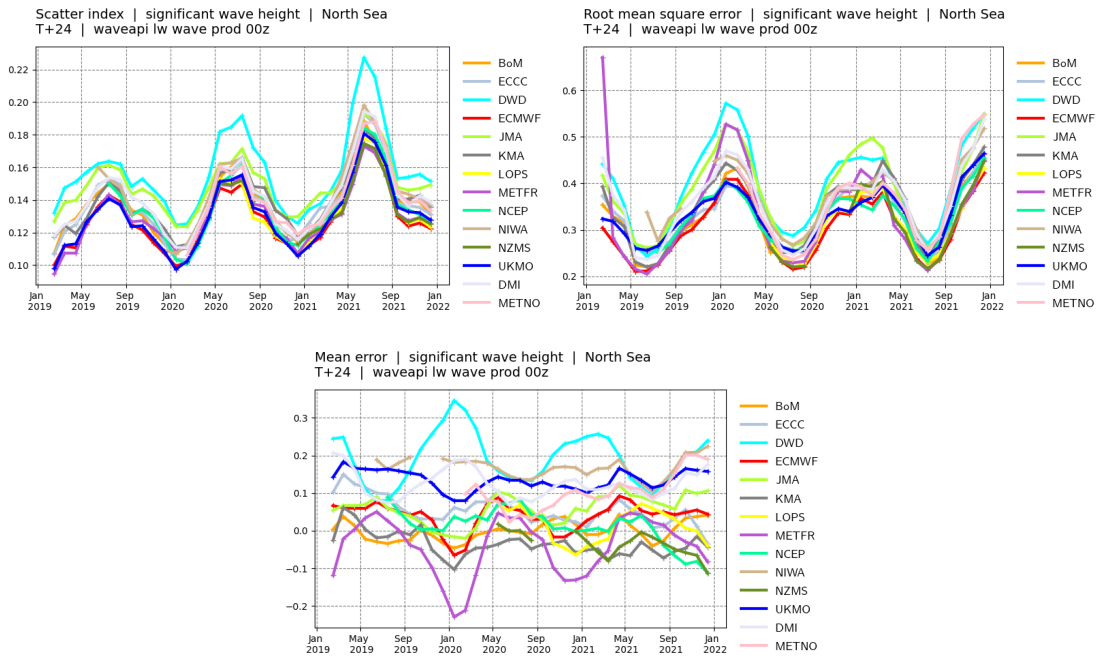 Scatter index | significant wave height | North Sea
T+24 | waveapi lw wave prod 00z
0.22
0.20
0.18
0.16
0.14
0.12
0.10
Jan May Sep Jan May Sep Jan May Sep Jan
2019 2019 2019 2020 2020 2020 2021 2021 2021 2022
BoM
ECCC
DWD
ECMWF
JMA
KMA
LOPS
METFR
NCEP
NIWA
NZMS
UKMO
DMI
METNO
Root mean square error | significant wave height | North Sea
T+24 | waveapi lw wave prod 00z
0.6
0.5
0.4
0.3
0.2
Jan May Sep Jan May Sep Jan May Sep Jan
2019 2019 2019 2020 2020 2020 2021 2021 2021 2022
BoM
ECCC
DWD
ECMWF
JMA
KMA
LOPS
METFR
NCEP
NIWA
NZMS
UKMO
DMI
METNO
Mean error | significant wave height | North Sea
T+24 | waveapi lw wave prod 00z
0.3
0.2
0.1
0.0
−0.1
−0.2
Jan May Sep Jan May Sep Jan May Sep Jan
2019 2019 2019 2020 2020 2020 2021 2021 2021 2022
BoM
ECCC
DWD
ECMWF
JMA
KMA
LOPS
METFR
NCEP
NIWA
NZMS
UKMO
DMI
METNO